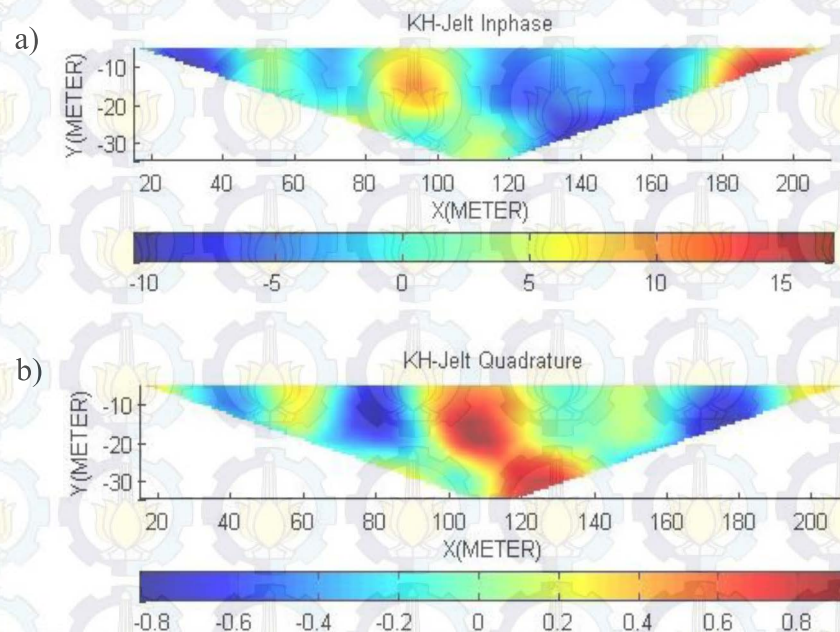 a)
KH-Jelt Inphase
Y(METER)
-10
-20
-30
20 40 60 80 100 120 140 160 180 200
X(METER)
-10 -5 0 5 10 15
b)
KH-Jelt Quadrature
Y(METER)
-10
-20
-30
20 40 60 80 100 120 140 160 180 200
X(METER)
-0.8 -0.6 -0.4 -0.2 0 0.2 0.4 0.6 0.8